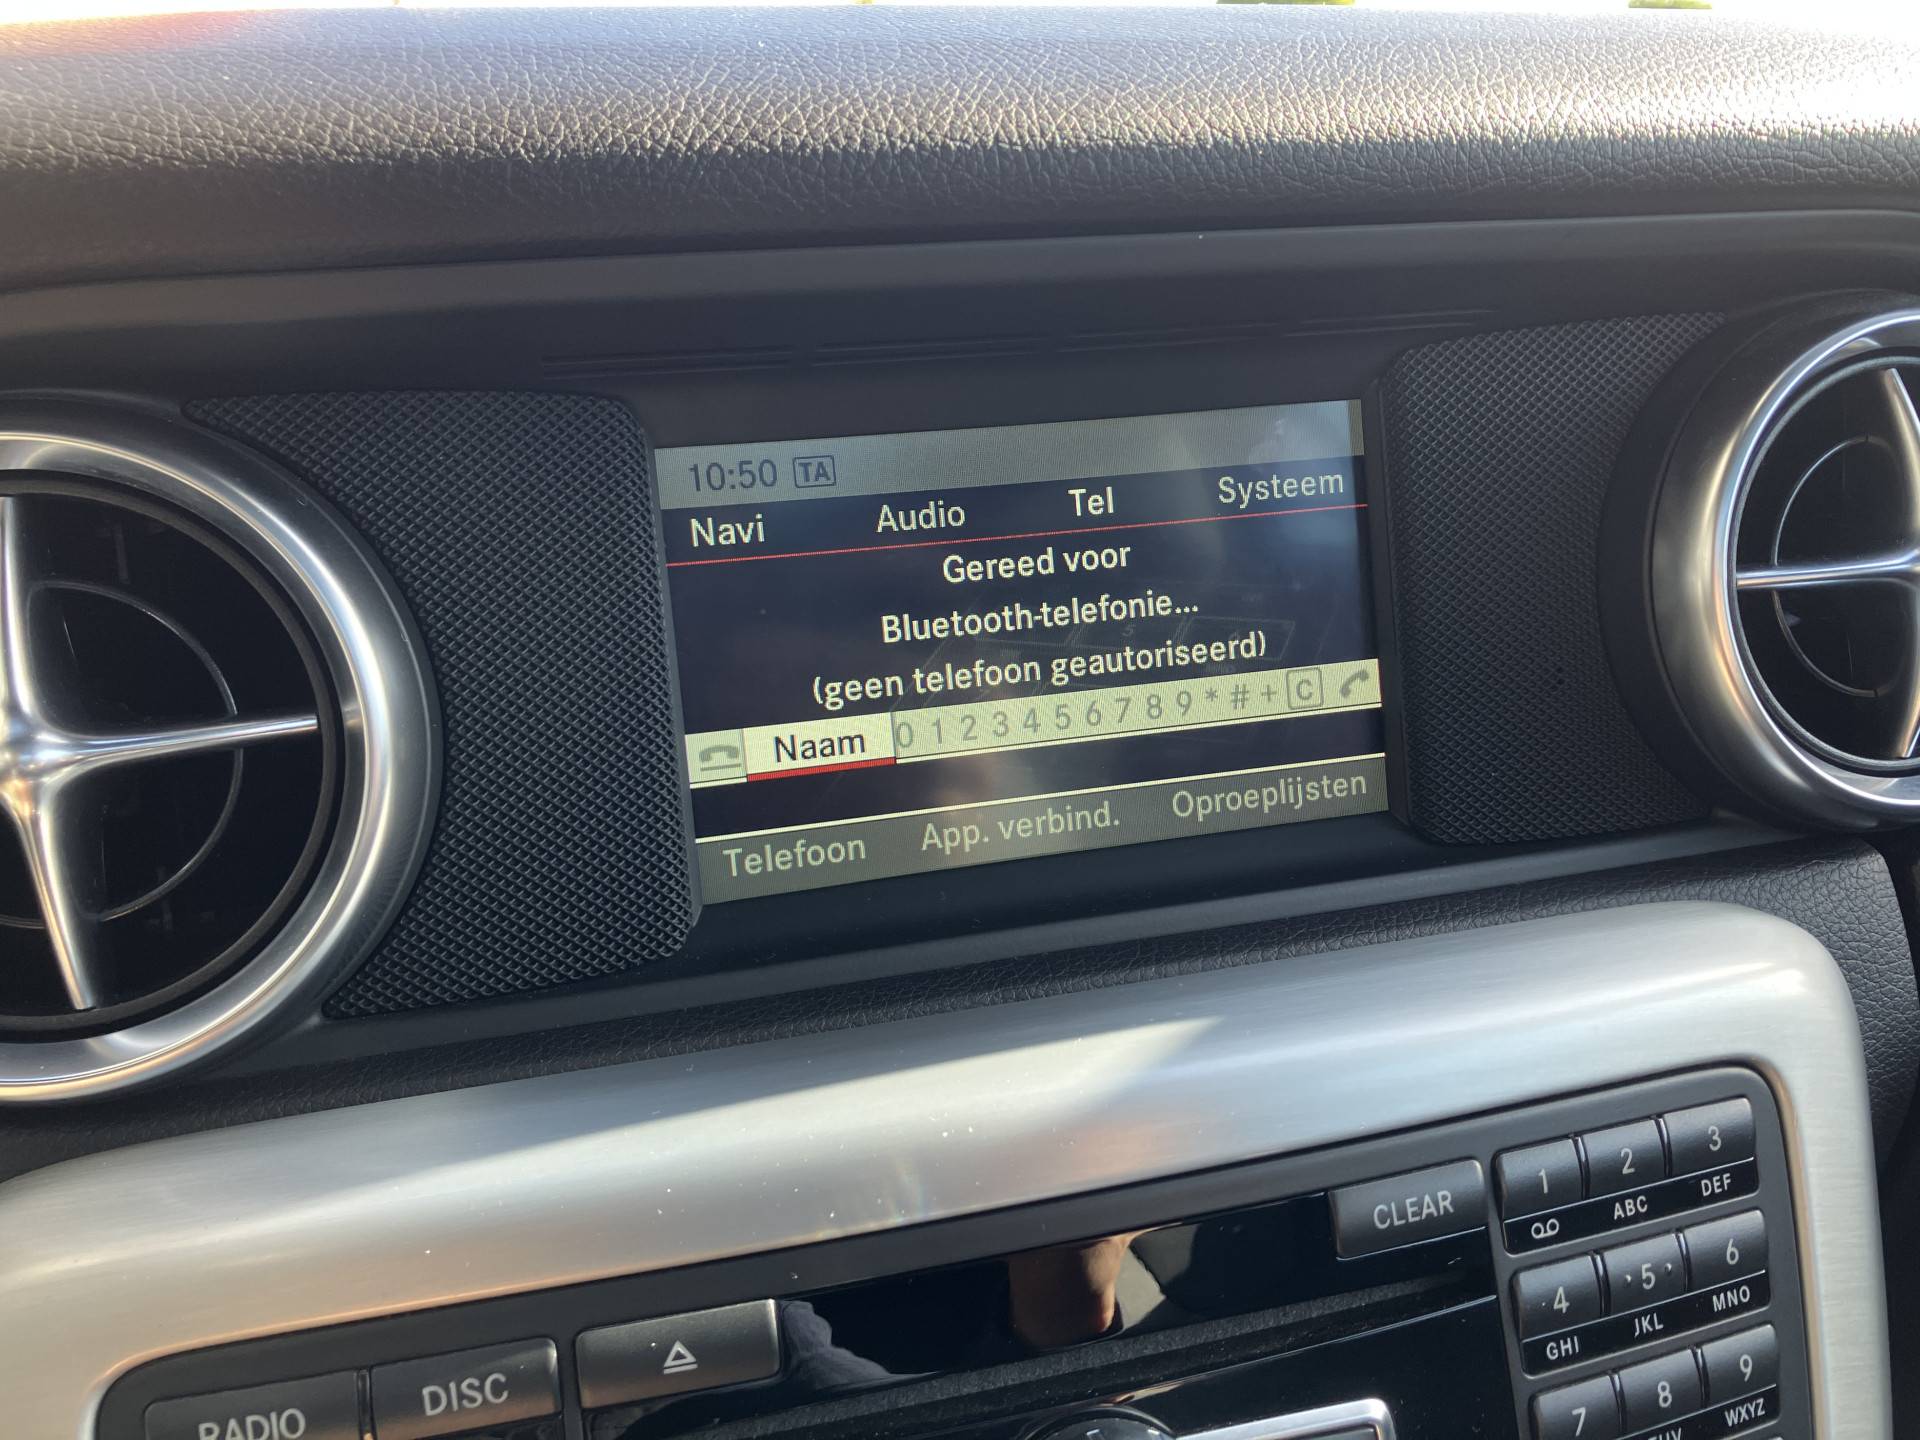 10:50 TA
Navi Audio Tel Systeem
Gereed voor
Bluetooth-telefonie...
(geen telefoon geautoriseerd)
Naam 0 1 2 3 4 5 6 7 8 9 * # + C
Telefoon App. verbind. Oproeplijsten
CLEAR
1 2 3
ABC DEF
4 5 6
GHI JKL MNO
7 8 9
WXYZ
RADIO DISC